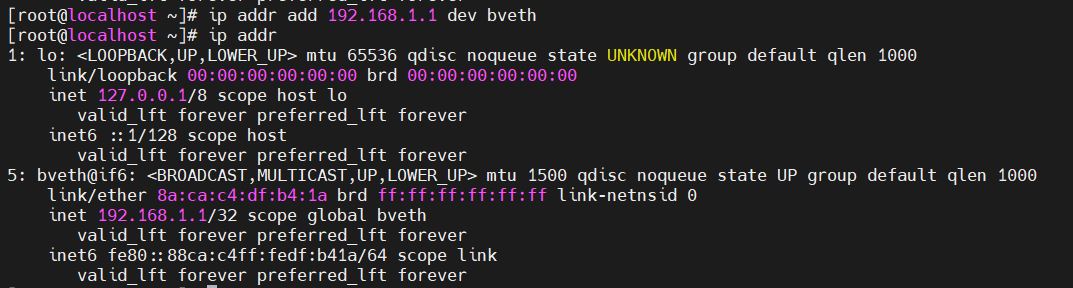 [root@localhost ~]# ip addr add 192.168.1.1 dev bveth
[root@localhost ~]# ip addr
1: lo: <LOOPBACK,UP,LOWER_UP> mtu 65536 qdisc noqueue state UNKNOWN group default qlen 1000
    link/loopback 00:00:00:00:00:00 brd 00:00:00:00:00:00
    inet 127.0.0.1/8 scope host lo
       valid_lft forever preferred_lft forever
    inet6 ::1/128 scope host
       valid_lft forever preferred_lft forever
5: bveth@if6: <BROADCAST,MULTICAST,UP,LOWER_UP> mtu 1500 qdisc noqueue state UP group default qlen 1000
    link/ether 8a:ca:c4:df:b4:1a brd ff:ff:ff:ff:ff:ff link-netnsid 0
    inet 192.168.1.1/32 scope global bveth
       valid_lft forever preferred_lft forever
    inet6 fe80::88ca:c4ff:fedf:b41a/64 scope link
       valid_lft forever preferred_lft forever